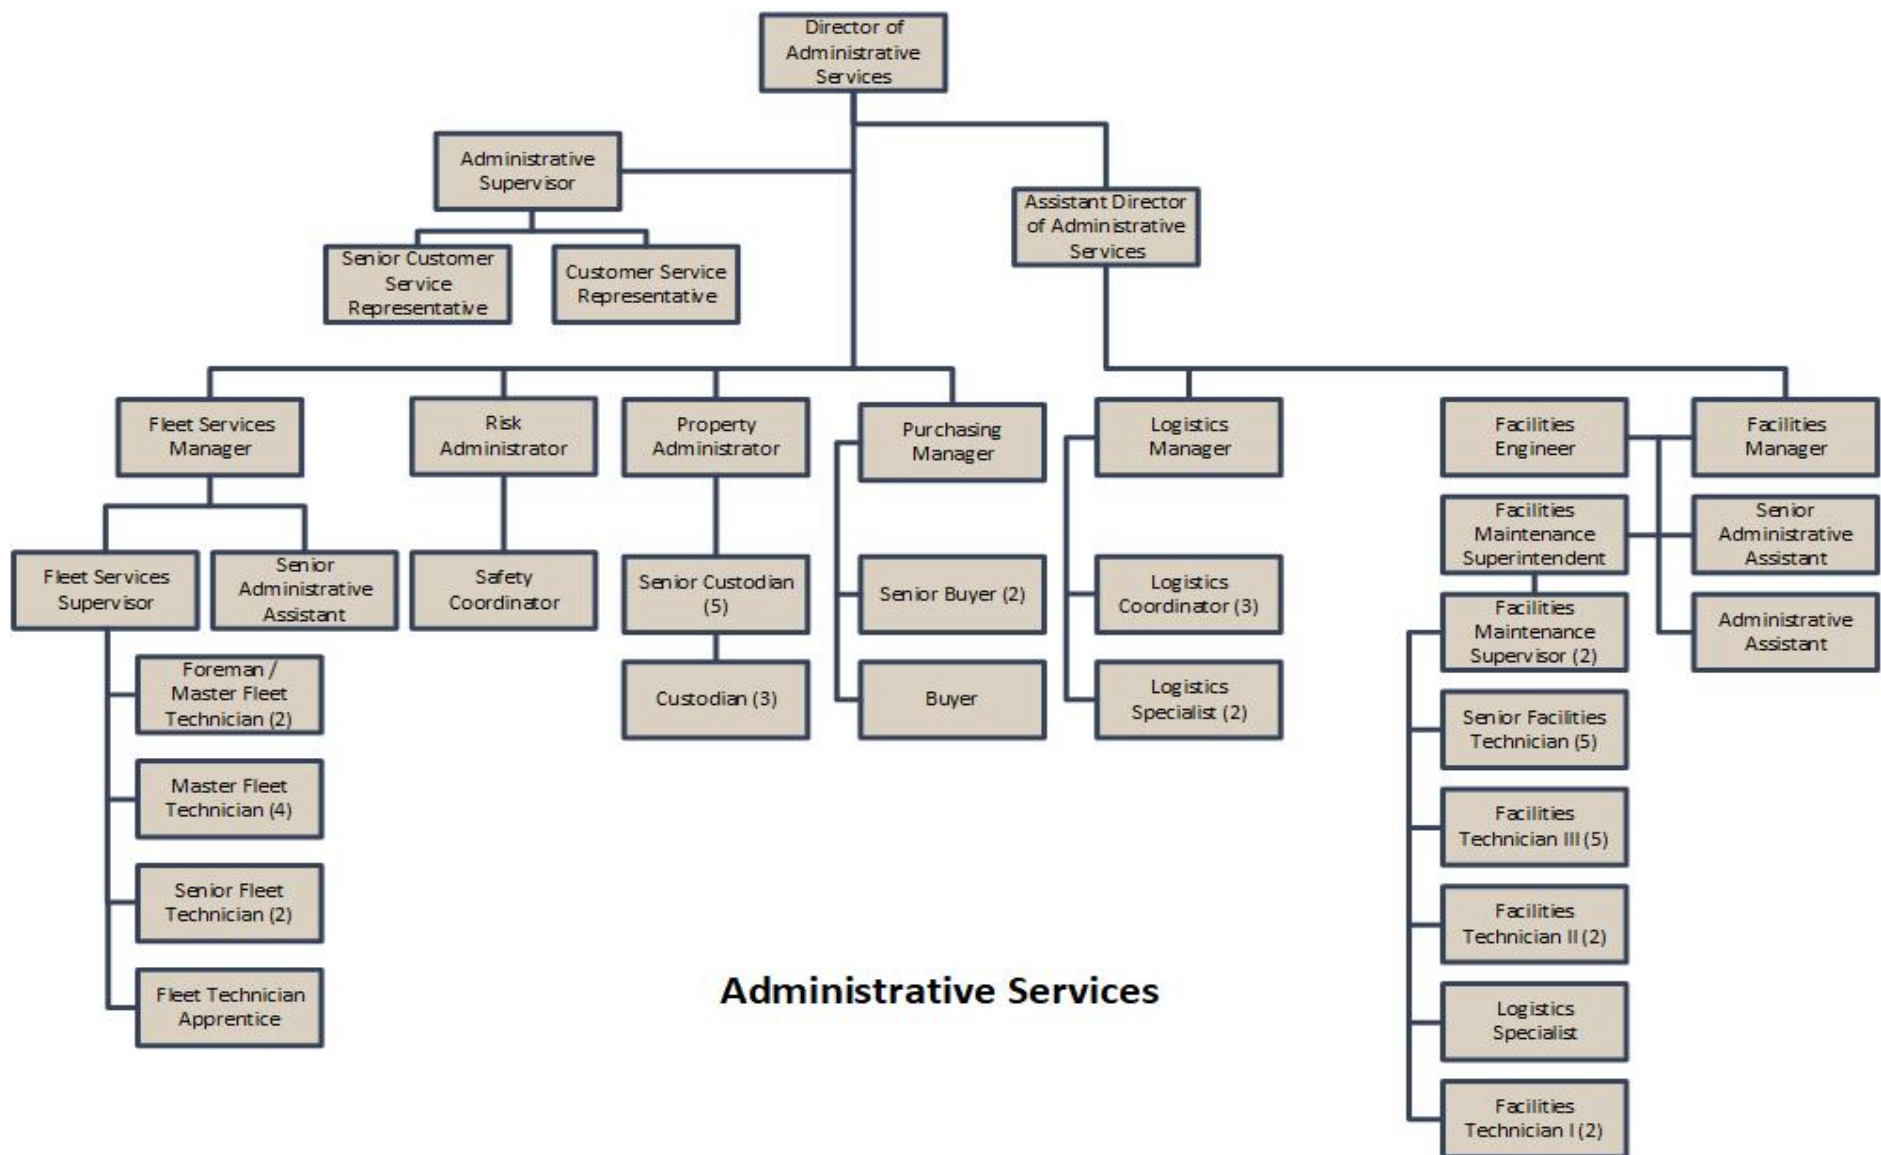 Director of
Administrative
Services
Administrative
Supervisor
Assistant Director
of Administrative
Services
Senior Customer
Service
Representative
Customer Service
Representative
Fleet Services
Manager
Risk
Administrator
Property
Administrator
Purchasing
Manager
Logistics
Manager
Facilities
Engineer
Facilities
Manager
Facilities
Maintenance
Superintendent
Senior
Administrative
Assistant
Fleet Services
Supervisor
Senior
Administrative
Assistant
Safety
Coordinator
Senior Custodian
(5)
Senior Buyer (2)
Logistics
Coordinator (3)
Facilities
Maintenance
Supervisor (2)
Administrative
Assistant
Foreman /
Master Fleet
Technician (2)
Custodian (3)
Buyer
Logistics
Specialist (2)
Senior Facilities
Technician (5)
Master Fleet
Technician (4)
Facilities
Technician III (5)
Senior Fleet
Technician (2)
Facilities
Technician II (2)
Fleet Technician
Apprentice
Administrative Services
Logistics
Specialist
Facilities
Technician I (2)